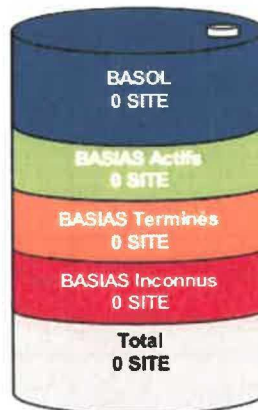 BASOL
0 SITE
BASIAS Actifs
0 SITE
BASIAS Terminés
0 SITE
BASIAS Inconnus
0 SITE
Total
0 SITE